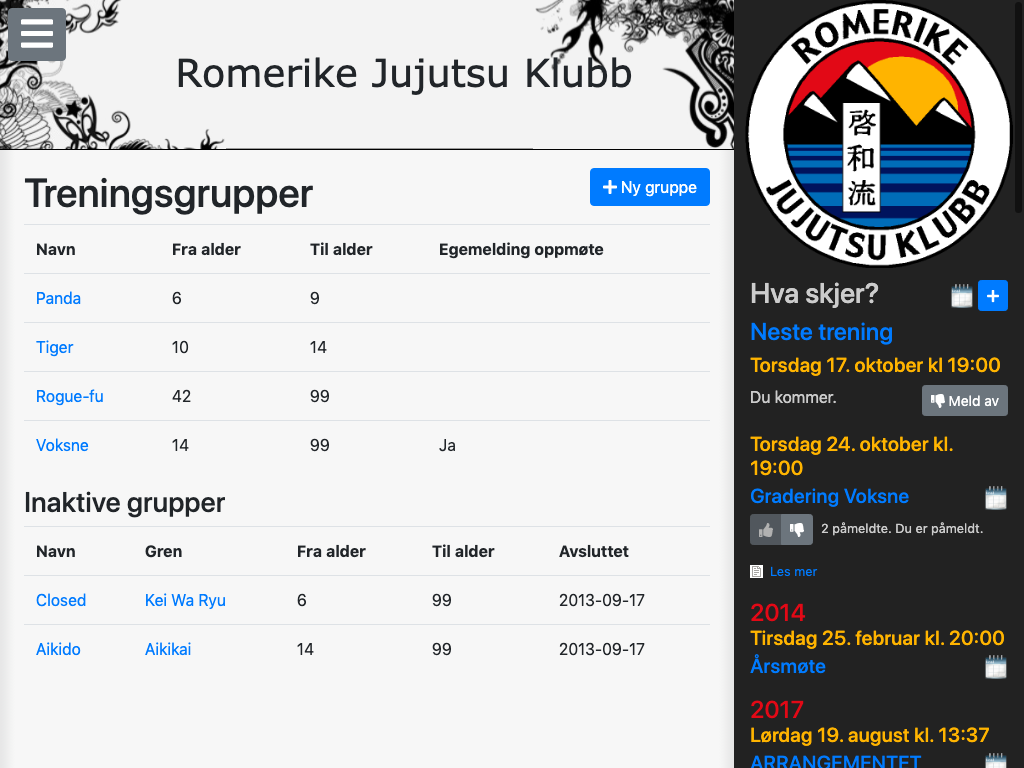 Romerike Jujutsu Klubb
Treningsgrupper
Ny gruppe
Navn Fra alder Til alder Egemelding oppmøte
Panda 6 9
Tiger 10 14
Rogue-fu 42 99
Voksne 14 99 Ja
Inaktive grupper
Navn Gren Fra alder Til alder Avsluttet
Closed Kei Wa Ryu 6 99 2013-09-17
Aikido Aikikai 14 99 2013-09-17
ROMERIKE
啓和流
JUJUTSU KLUBB
Hva skjer?
Neste trening
Torsdag 17. oktober kl 19:00
Du kommer. Meld av
Torsdag 24. oktober kl.
19:00
Gradering Voksne
2 påmeldte. Du er påmeldt.
Les mer
2014
Tirsdag 25. februar kl. 20:00
Årsmøte
2017
Lørdag 19. august kl. 13:37
ARRANGEMENTET